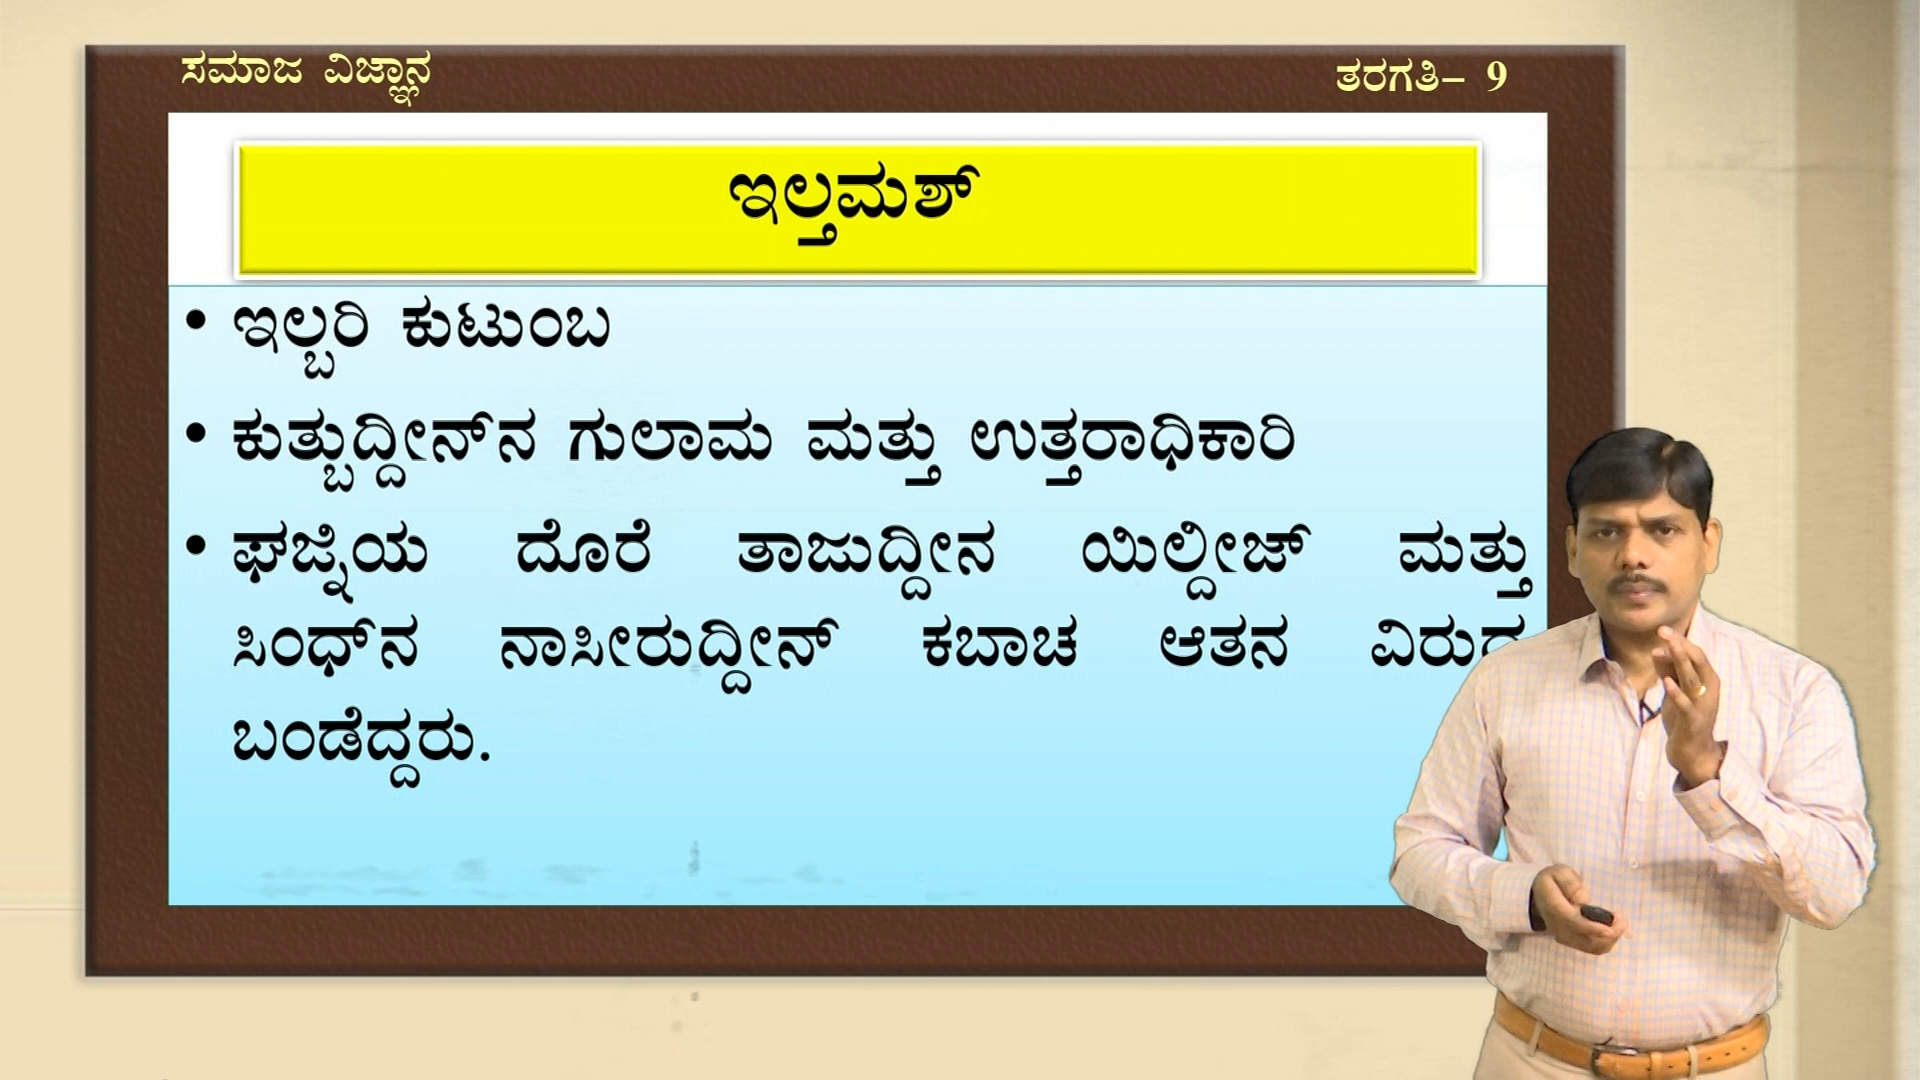 ಸಮಾಜ ವಿಜ್ಞಾನ
ತರಗತಿ– 9
ಇಲ್ತಮಶ್
• ಇಲ್ಬರಿ ಕುಟುಂಬ
• ಕುತ್ಬುದ್ದೀನ್‌ನ ಗುಲಾಮ ಮತ್ತು ಉತ್ತರಾಧಿಕಾರಿ
• ಘಜ್ನಿಯ ದೊರೆ ತಾಜುದ್ದೀನ ಯಿಲ್ದೀಜ್ ಮತ್ತು
ಸಿಂಧ್‌ನ ನಾಸೀರುದ್ದೀನ್ ಕಬಾಚ ಆತನ
ಬಂಡೆದ್ದರು.